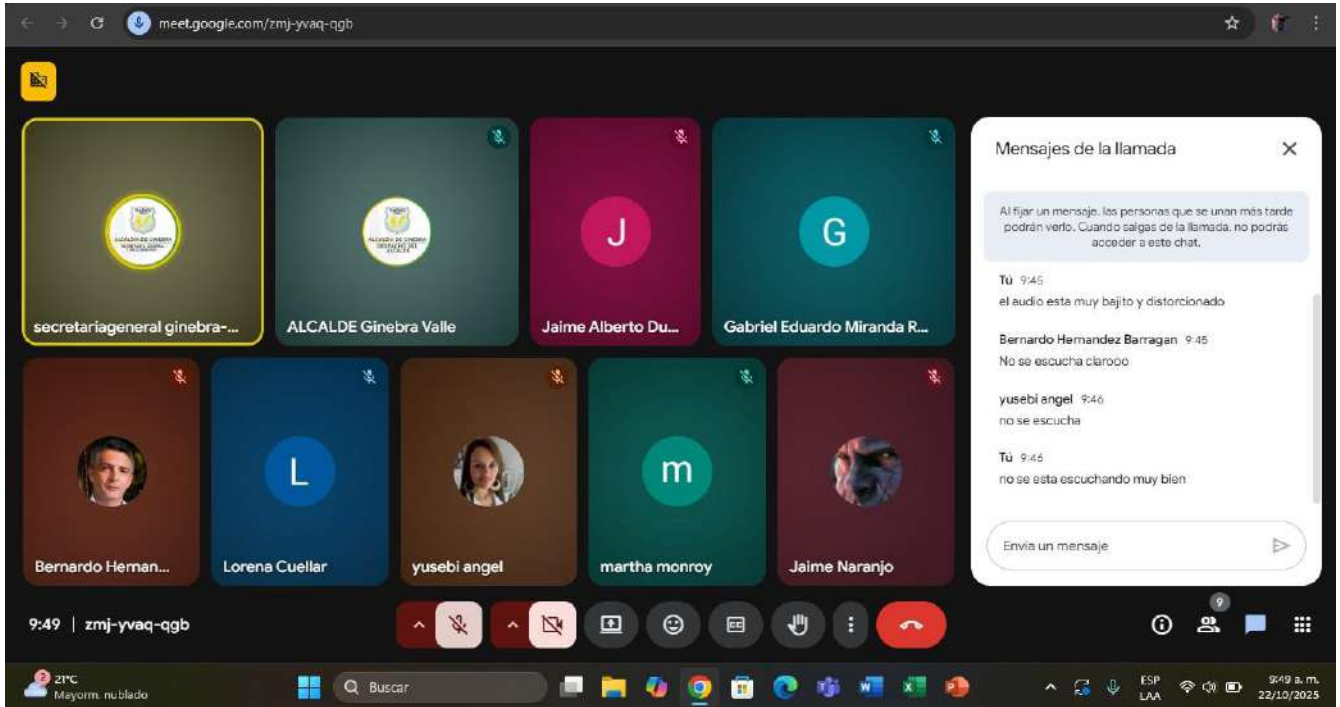 meet.google.com/zmj-yvaq-qgb
secretariageneral ginebra-...
ALCALDE Ginebra Valle
J
Jaime Alberto Du...
G
Gabriel Eduardo Miranda R...
Bernardo Hernan...
L
Lorena Cuellar
yusebi angel
m
martha monroy
Jaime Naranjo
Mensajes de la llamada
Al fijar un mensaje, las personas que se unan más tarde
podrán verlo. Cuando salgas de la llamada, no podrás
acceder a este chat.
Tú 9:45
el audio esta muy bajito y distorcionado
Bernardo Hernandez Barragan 9:45
No se escucha clarooo
yusebi angel 9:46
no se escucha
Tú 9:46
no se esta escuchando muy bien
Envía un mensaje
9:49 | zmj-yvaq-qgb
CC
9
2
21°C
Mayorm. nublado
Buscar
ESP
LAA
9:49 a. m.
22/10/2025